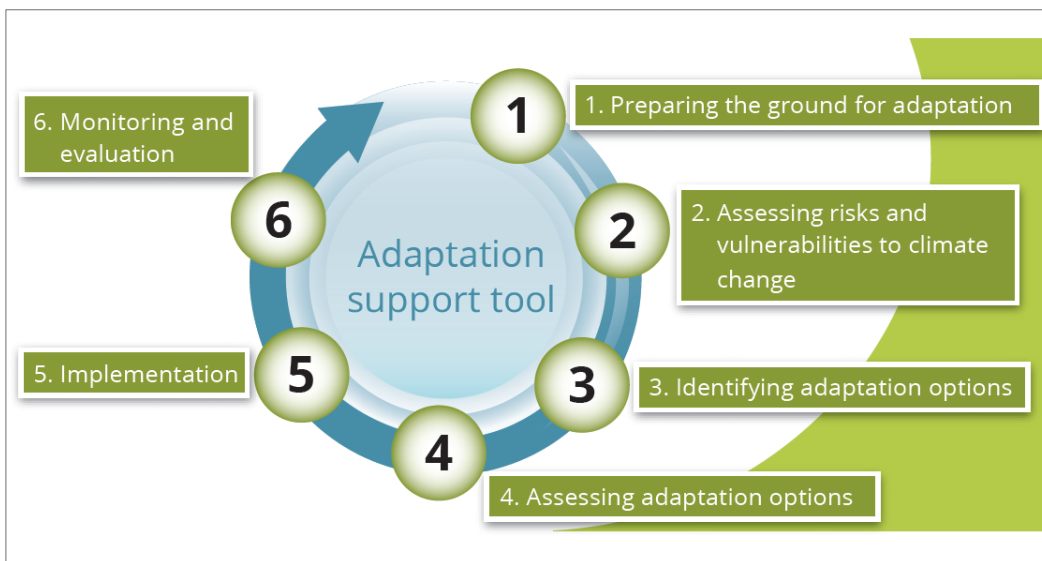 1
1. Preparing the ground for adaptation
2
2. Assessing risks and
vulnerabilities to climate
change
3
3. Identifying adaptation options
4
4. Assessing adaptation options
5
5. Implementation
6
6. Monitoring and
evaluation
Adaptation
support tool